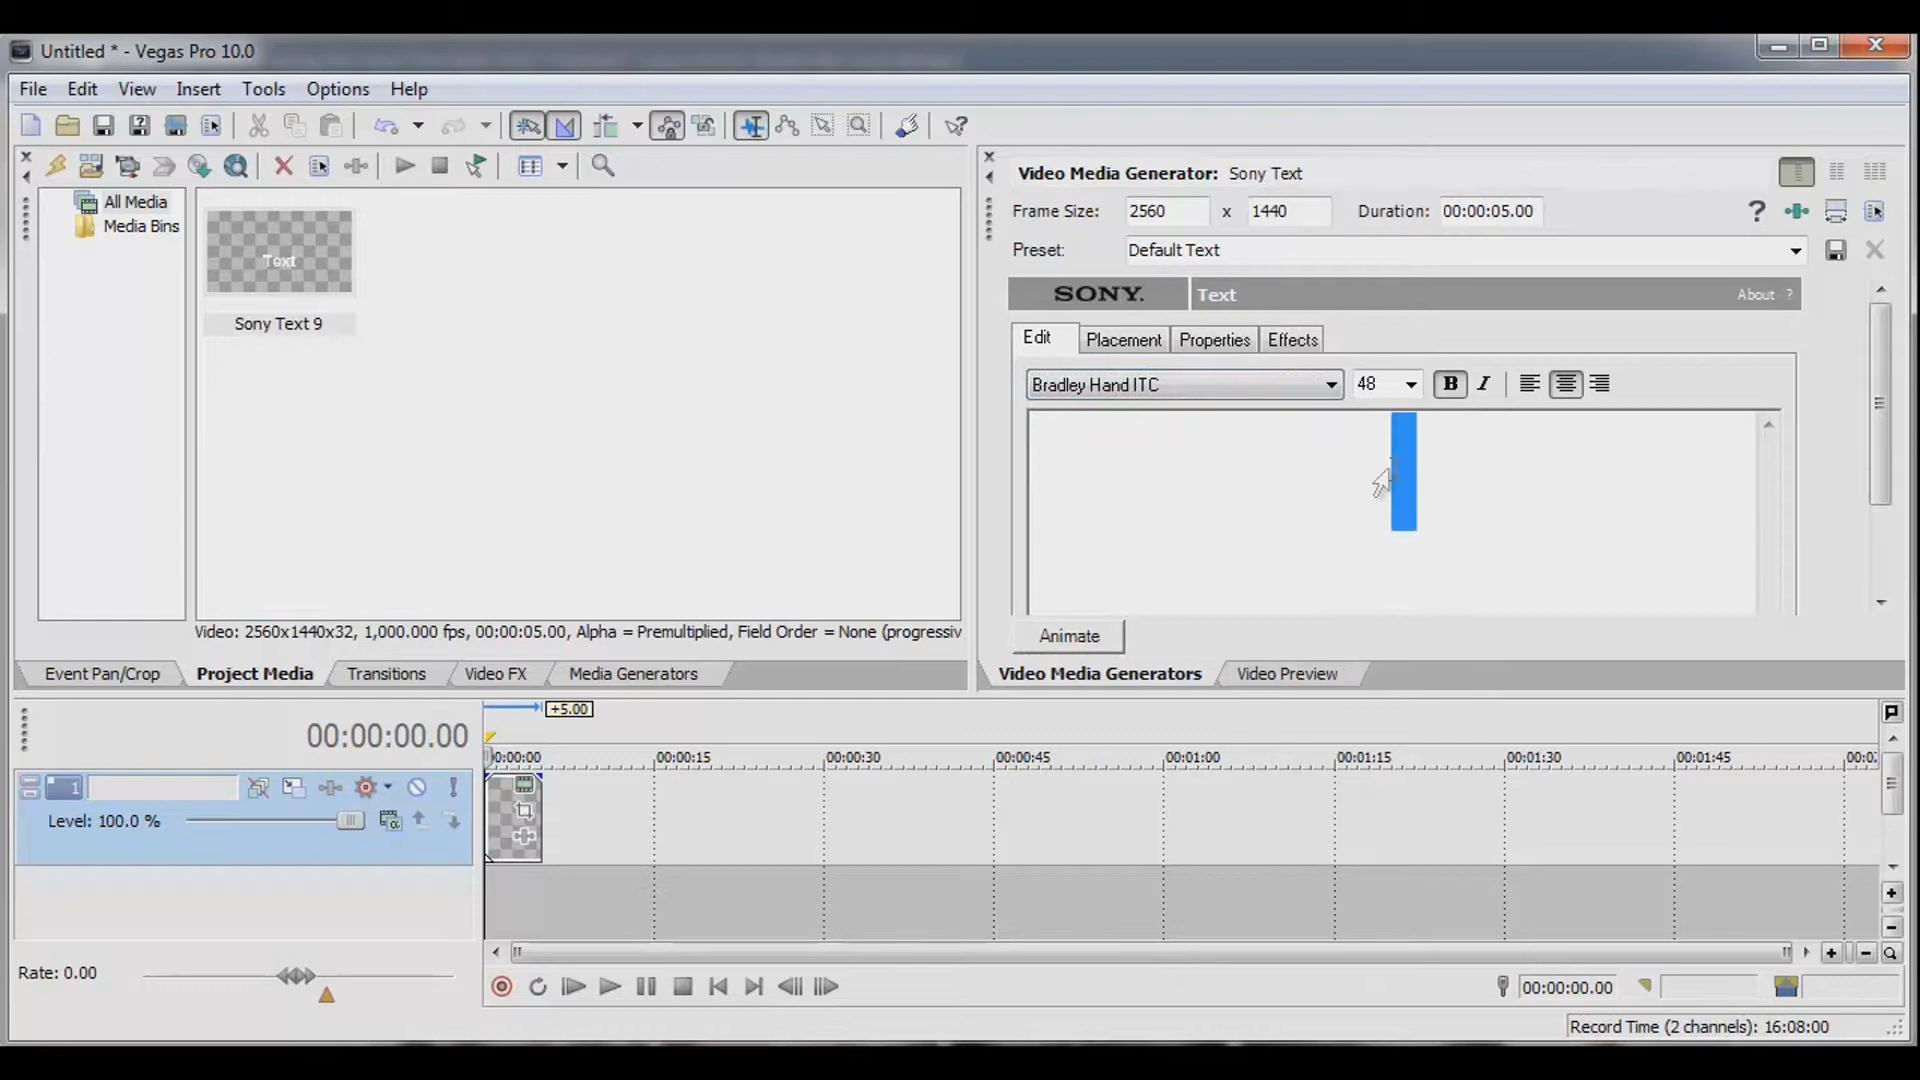 Untitled * - Vegas Pro 10.0
File Edit View Insert Tools Options Help
All Media
Media Bins
Text
Sony Text 9
Video: 2560x1440x32, 1,000.000 fps, 00:00:05.00, Alpha = Premultiplied, Field Order = None (progressiv
Event Pan/Crop Project Media Transitions Video FX Media Generators
Video Media Generator: Sony Text
Frame Size: 2560 x 1440 Duration: 00:00:05.00
Preset: Default Text
SONY. Text About ?
Edit Placement Properties Effects
Bradley Hand ITC 48 B I
Animate
Video Media Generators Video Preview
00:00:00.00
+5.00
0:00:00 00:00:15 00:00:30 00:00:45 00:01:00 00:01:15 00:01:30 00:01:45 00:02:
1
Level: 100.0 %
Rate: 0.00
00:00:00.00
Record Time (2 channels): 16:08:00